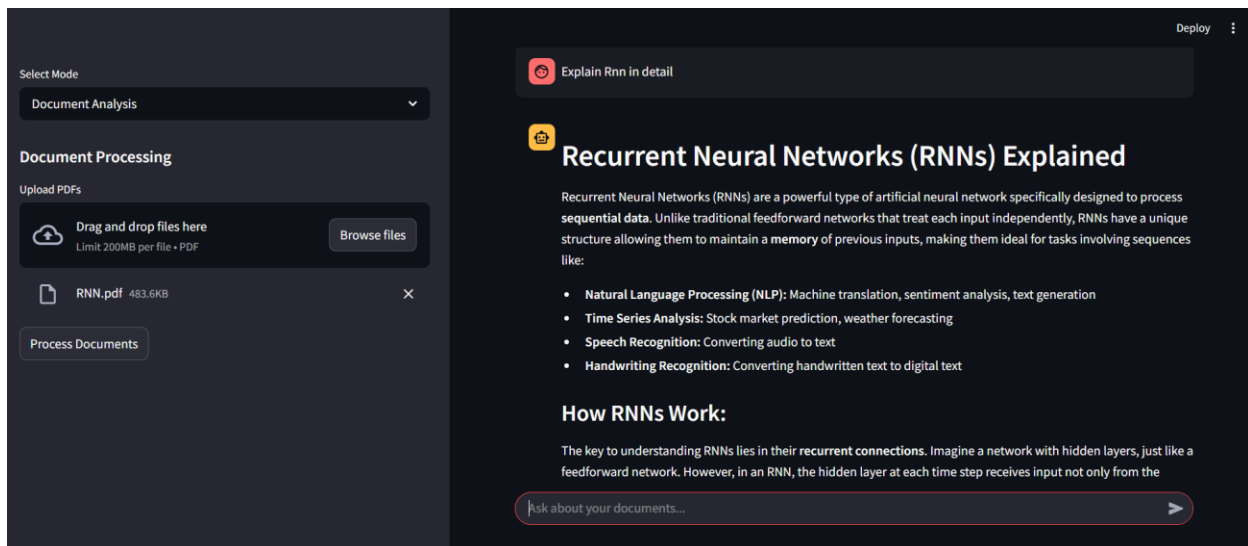 Deploy
Select Mode
Document Analysis
Document Processing
Upload PDFs
Drag and drop files here
Limit 200MB per file • PDF
Browse files
RNN.pdf 483.6KB
Process Documents
Explain Rnn in detail
Recurrent Neural Networks (RNNs) Explained
Recurrent Neural Networks (RNNs) are a powerful type of artificial neural network specifically designed to process
sequential data. Unlike traditional feedforward networks that treat each input independently, RNNs have a unique
structure allowing them to maintain a memory of previous inputs, making them ideal for tasks involving sequences
like:
• Natural Language Processing (NLP): Machine translation, sentiment analysis, text generation
• Time Series Analysis: Stock market prediction, weather forecasting
• Speech Recognition: Converting audio to text
• Handwriting Recognition: Converting handwritten text to digital text
How RNNs Work:
The key to understanding RNNs lies in their recurrent connections. Imagine a network with hidden layers, just like a
feedforward network. However, in an RNN, the hidden layer at each time step receives input not only from the
Ask about your documents...